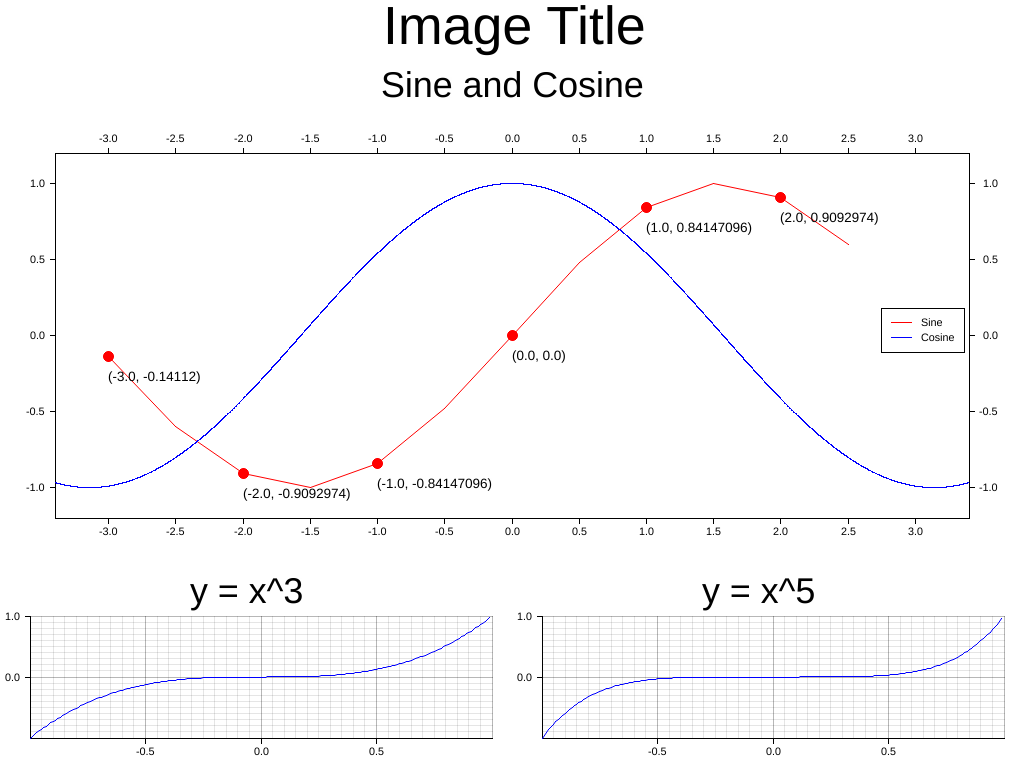 Image Title
Sine and Cosine
-3.0 -2.5 -2.0 -1.5 -1.0 -0.5 0.0 0.5 1.0 1.5 2.0 2.5 3.0
1.0 1.0
(1.0, 0.84147096) (2.0, 0.9092974)
0.5 0.5
Sine
0.0 0.0
Cosine
(0.0, 0.0)
(-3.0, -0.14112)
-0.5 -0.5
-1.0 -1.0
(-1.0, -0.84147096)
(-2.0, -0.9092974)
-3.0 -2.5 -2.0 -1.5 -1.0 -0.5 0.0 0.5 1.0 1.5 2.0 2.5 3.0
y = x^3
1.0
0.0
-0.5 0.0 0.5
y = x^5
1.0
0.0
-0.5 0.0 0.5